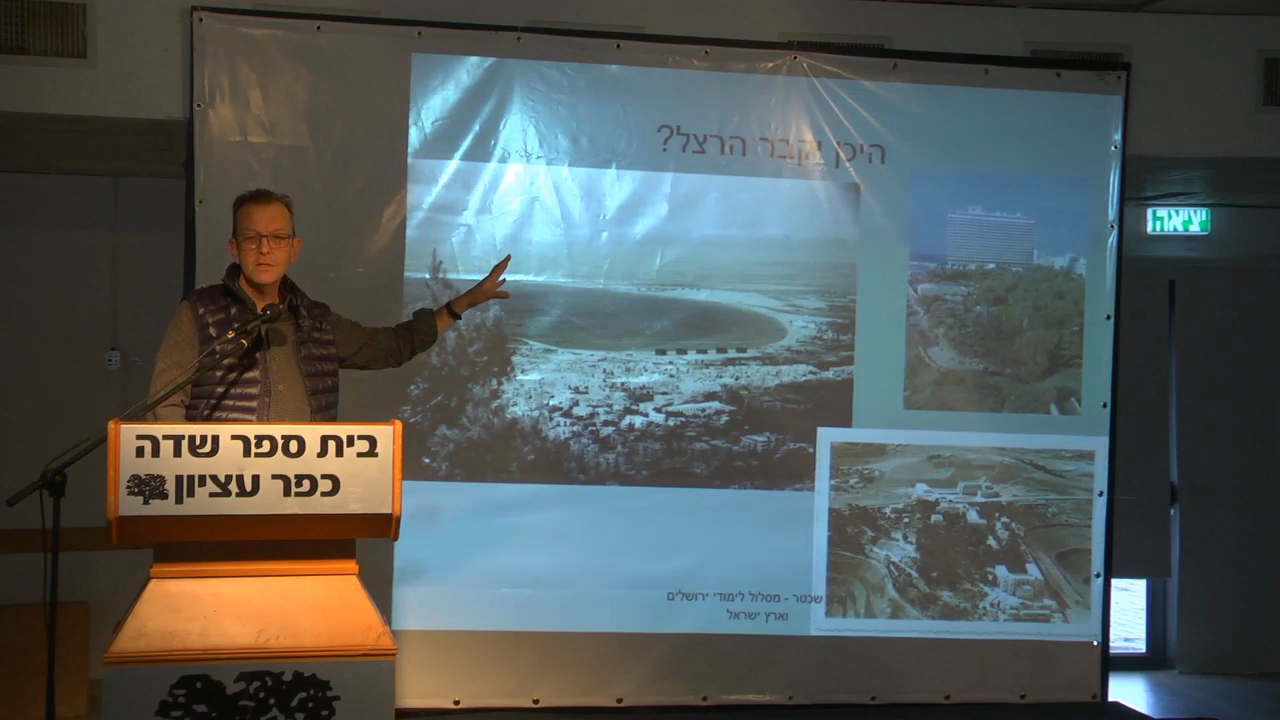 היכן יקבר הרצל?
יציאה
בית ספר שדה
כפר עציון
שכטר - מסלול לימודי ירושלים
וארץ ישראל